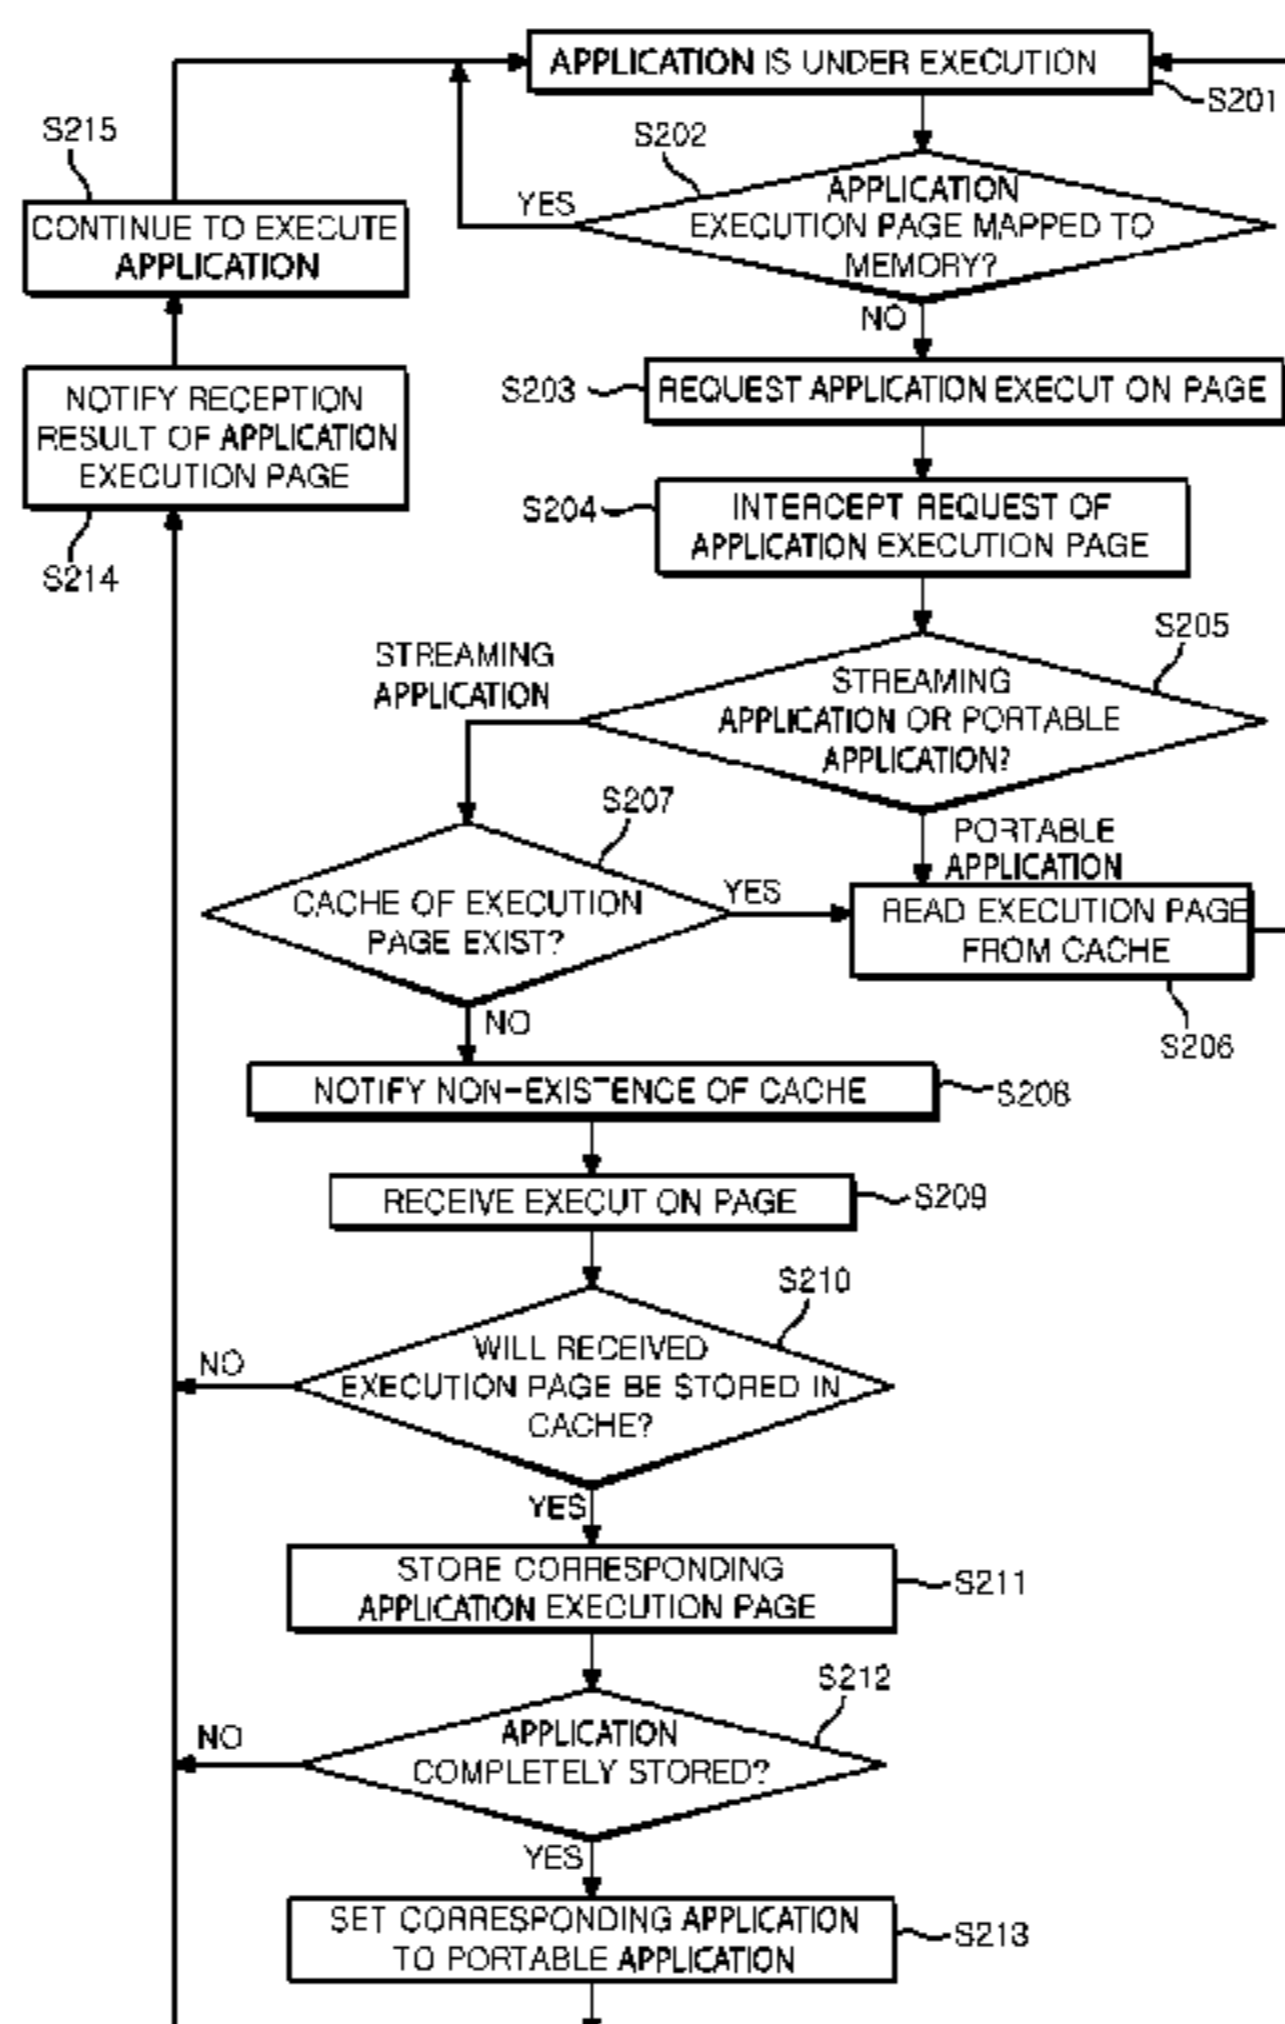 APPLICATION IS UNDER EXECUTION
S201
S215
S202
APPLICATION
EXECUTION PAGE MAPPED TO
MEMORY?
YES
CONTINUE TO EXECUTE
APPLICATION
NO
NOTIFY RECEPTION
RESULT OF APPLICATION
EXECUTION PAGE
S203
REQUEST APPLICATION EXECUT ON PAGE
S204
INTERCEPT REQUEST OF
APPLICATION EXECUTION PAGE
S214
S205
STREAMING
APPLICATION
STREAMING
APPLICATION OR PORTABLE
APPLICATION?
S207
PORTABLE
APPLICATION
CACHE OF EXECUTION
PAGE EXIST?
YES
READ EXECUTION PAGE
FROM CACHE
NO
S206
NOTIFY NON-EXISTENCE OF CACHE
S208
RECEIVE EXECUT ON PAGE
S209
S210
NO
WILL RECEIVED
EXECUTION PAGE BE STORED IN
CACHE?
YES
STORE CORRESPONDING
APPLICATION EXECUTION PAGE
S211
S212
NO
APPLICATION
COMPLETELY STORED?
YES
SET CORRESPONDING APPLICATION
TO PORTABLE APPLICATION
S213